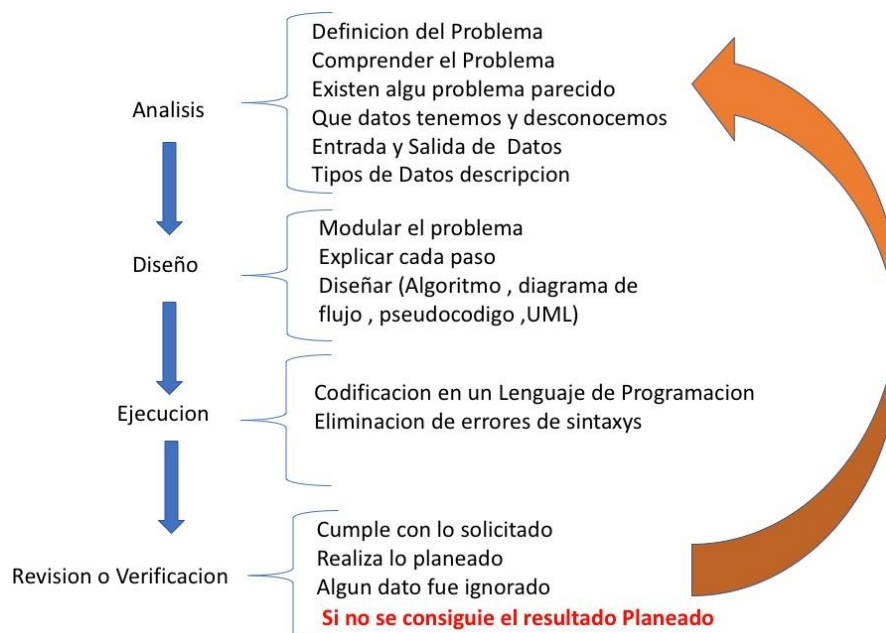 Analisis
Definicion del Problema
Comprender el Problema
Existen algu problema parecido
Que datos tenemos y desconocemos
Entrada y Salida de Datos
Tipos de Datos descripcion
Diseño
Modular el problema
Explicar cada paso
Diseñar (Algoritmo , diagrama de
flujo , pseudocodigo ,UML)
Ejecucion
Codificacion en un Lenguaje de Programacion
Eliminacion de errores de sintaxys
Revision o Verificacion
Cumple con lo solicitado
Realiza lo planeado
Algun dato fue ignorado
Si no se consiguie el resultado Planeado